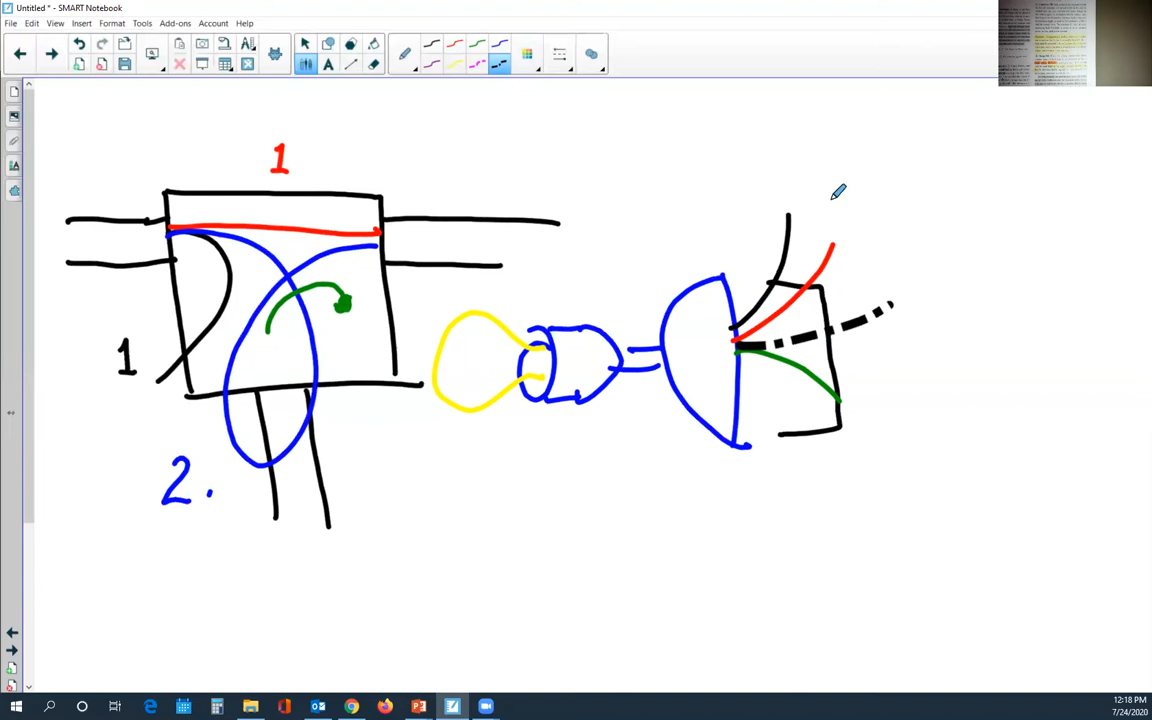 Untitled * - SMART Notebook
File Edit View Insert Format Tools Add-ons Account Help
1
1
2.
12:18 PM
7/24/2020